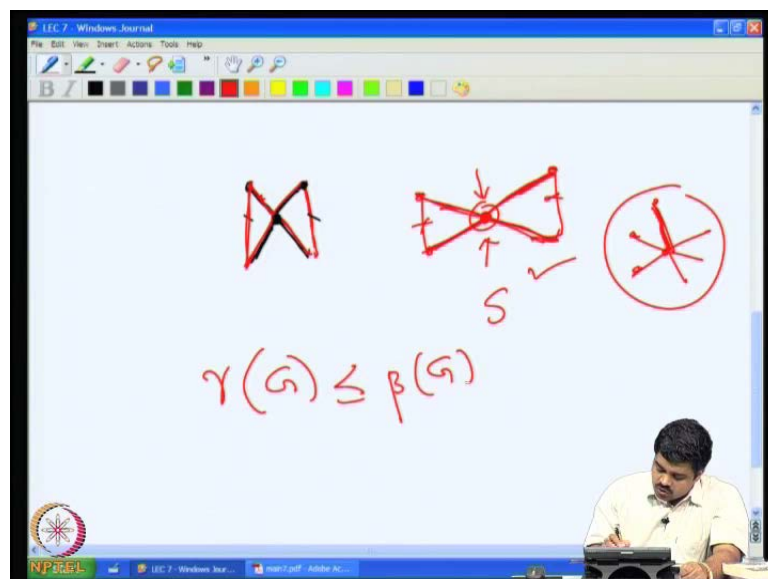 LEC 7 - Windows Journal
File Edit View Insert Actions Tools Help
B I
S
γ(G) ≤ β(G)
NPTEL
LEC 7 - Windows Jour... main7.pdf - Adobe Ac...